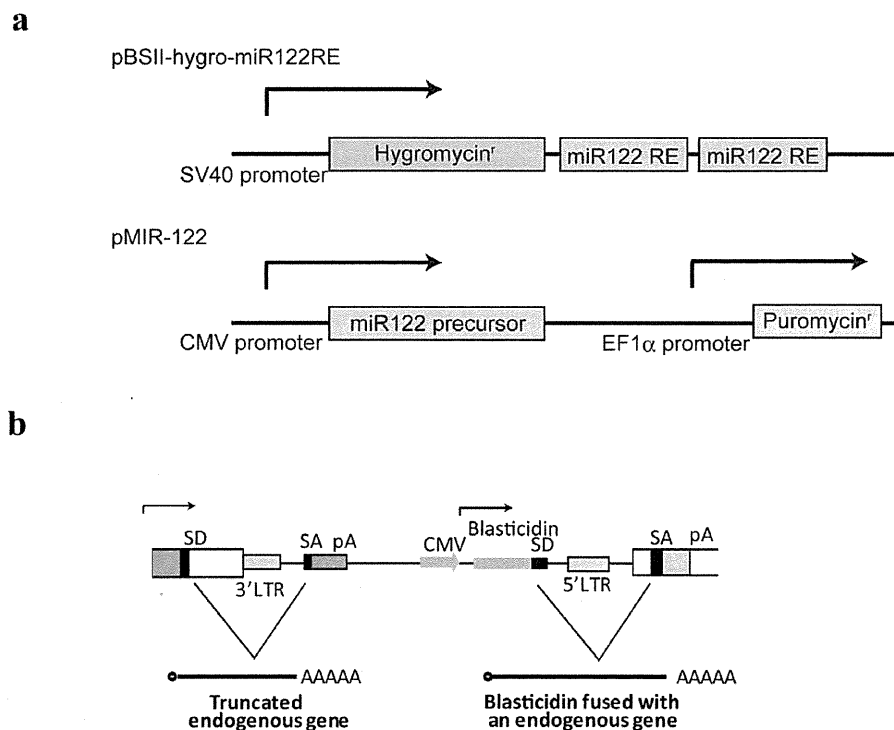 a
pBSII-hygro-miR122RE
Hygromycinʳ
miR122 RE
miR122 RE
SV40 promoter
pMIR-122
miR122 precursor
Puromycinʳ
CMV promoter
EF1α promoter
b
SD
SA
pA
CMV
Blasticidin
SD
SA
pA
3'LTR
5'LTR
AAAAA
AAAAA
Truncated
endogenous gene
Blasticidin fused with
an endogenous gene